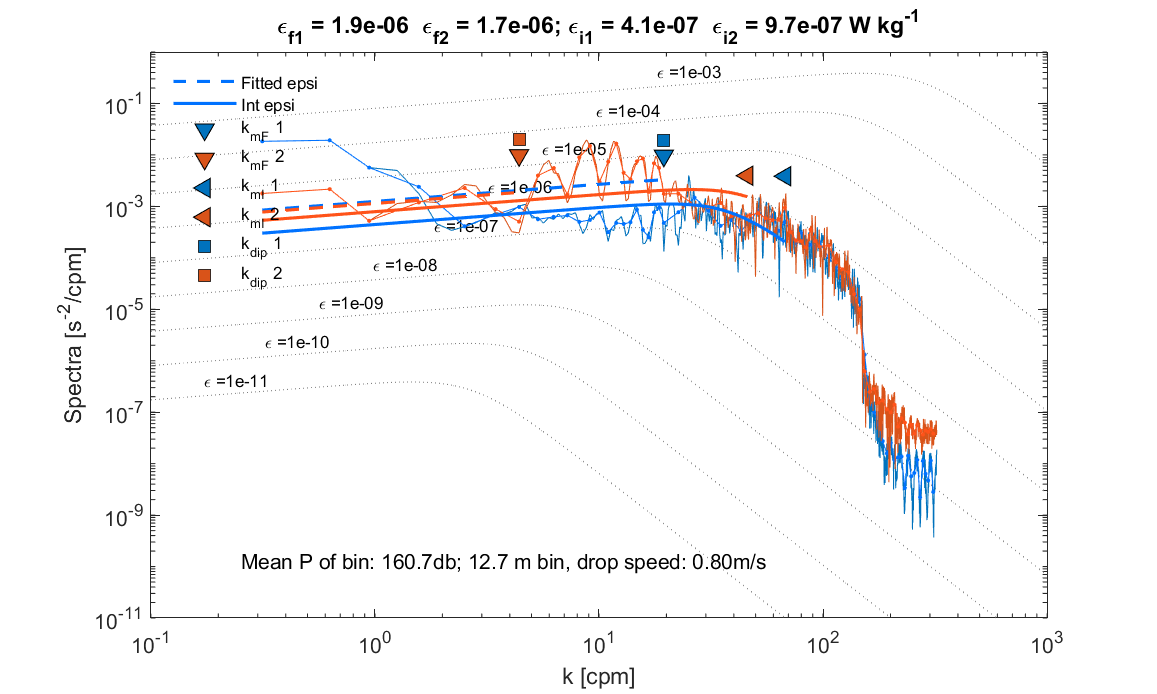 ϵf1 = 1.9e-06 ϵf2 = 1.7e-06; ϵi1 = 4.1e-07 ϵi2 = 9.7e-07 W kg-1
Fitted epsi
Int epsi
kmF 1
kmF 2
kmI 1
kmI 2
kdip 1
kdip 2
ϵ =1e-03
ϵ =1e-04
ϵ =1e-05
ϵ =1e-06
ϵ =1e-07
ϵ =1e-08
ϵ =1e-09
ϵ =1e-10
ϵ =1e-11
Mean P of bin: 160.7db; 12.7 m bin, drop speed: 0.80m/s
Spectra [s-2/cpm]
10-1
10-3
10-5
10-7
10-9
10-11
10-1 100 101 102 103
k [cpm]